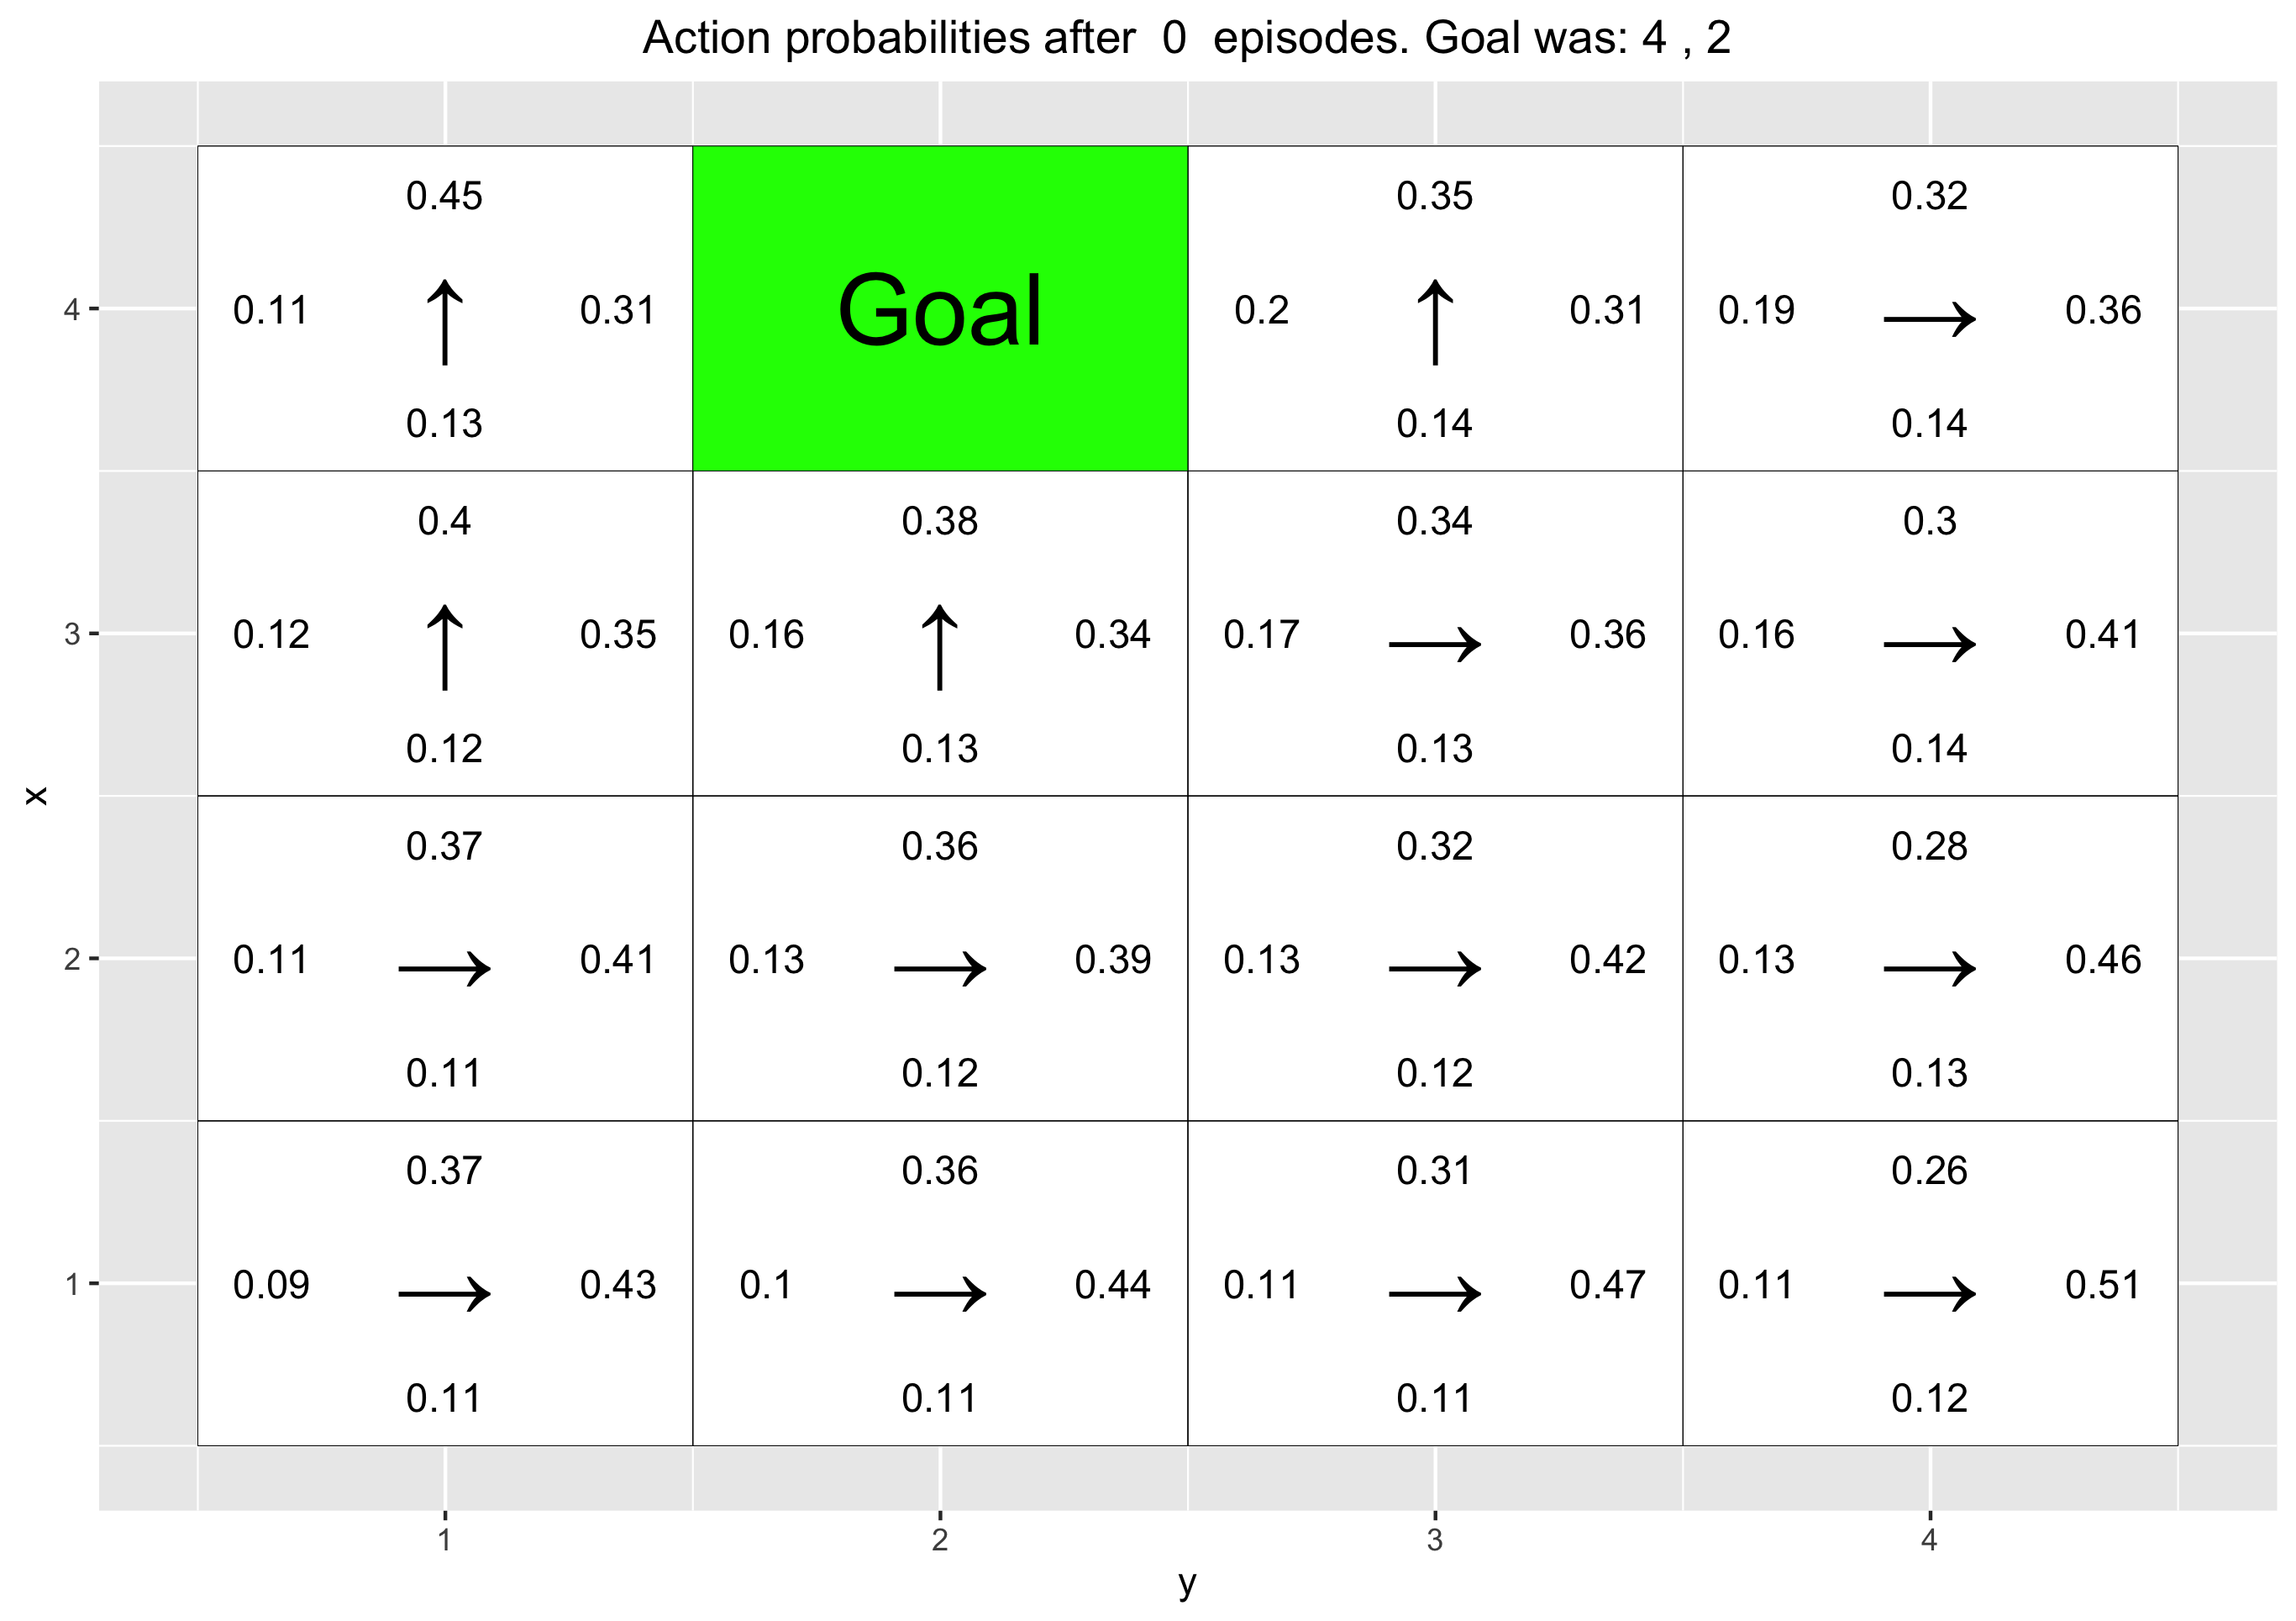 Action probabilities after 0 episodes. Goal was: 4 , 2
0.45 0.35 0.32
4 0.11 ↑ 0.31 Goal 0.2 ↑ 0.31 0.19 → 0.36
0.13 0.14 0.14
0.4 0.38 0.34 0.3
3 0.12 ↑ 0.35 0.16 ↑ 0.34 0.17 → 0.36 0.16 → 0.41
0.12 0.13 0.13 0.14
x
0.37 0.36 0.32 0.28
2 0.11 → 0.41 0.13 → 0.39 0.13 → 0.42 0.13 → 0.46
0.11 0.12 0.12 0.13
0.37 0.36 0.31 0.26
1 0.09 → 0.43 0.1 → 0.44 0.11 → 0.47 0.11 → 0.51
0.11 0.11 0.11 0.12
1 2 3 4
y